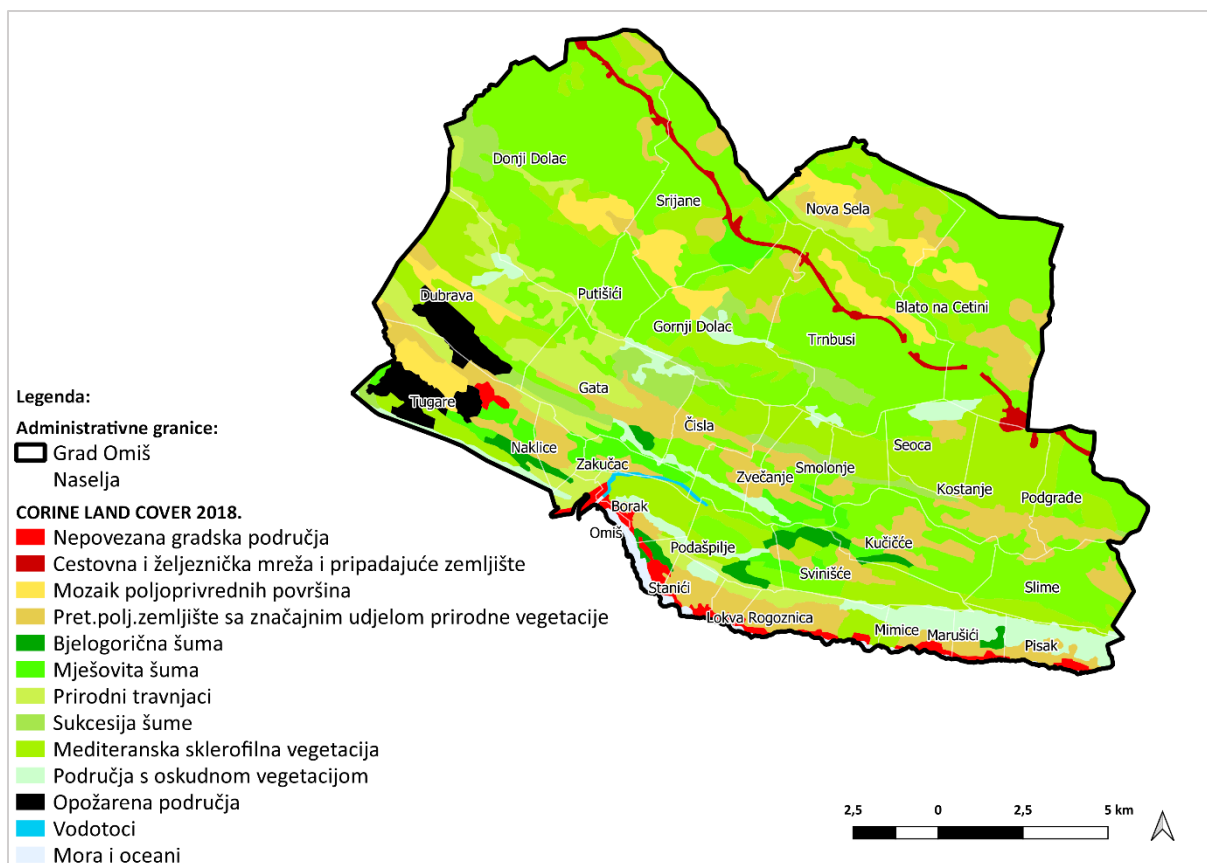 Donji Dolac
Srijane
Nova Sela
Dubrava
Putišići
Blato na Cetini
Gornji Dolac
Trnbusi
Gata
Tugare
Čisla
Naklice
Seoca
Zakučac
Zvečanje
Smolonje
Kostanje
Podgrađe
Borak
Omiš
Podašpilje
Kučičće
Svinišće
Stanići
Slime
Lokva Rogoznica
Mimice
Marušići
Pisak
Legenda:
Administrativne granice:
Grad Omiš
Naselja
CORINE LAND COVER 2018.
Nepovezana gradska područja
Cestovna i željeznička mreža i pripadajuće zemljište
Mozaik poljoprivrednih površina
Pret.polj.zemljište sa značajnim udjelom prirodne vegetacije
Bjelogorična šuma
Mješovita šuma
Prirodni travnjaci
Sukcesija šume
Mediteranska sklerofilna vegetacija
Područja s oskudnom vegetacijom
Opožarena područja
Vodotoci
Mora i oceani
2,5 0 2,5 5 km